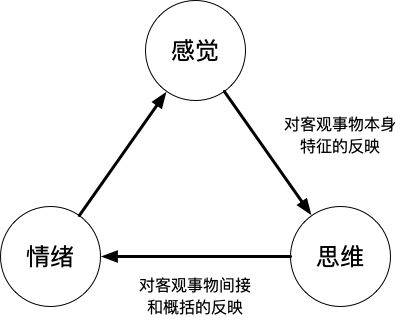 感觉
对客观事物本身
特征的反映
情绪
思维
对客观事物间接
和概括的反映